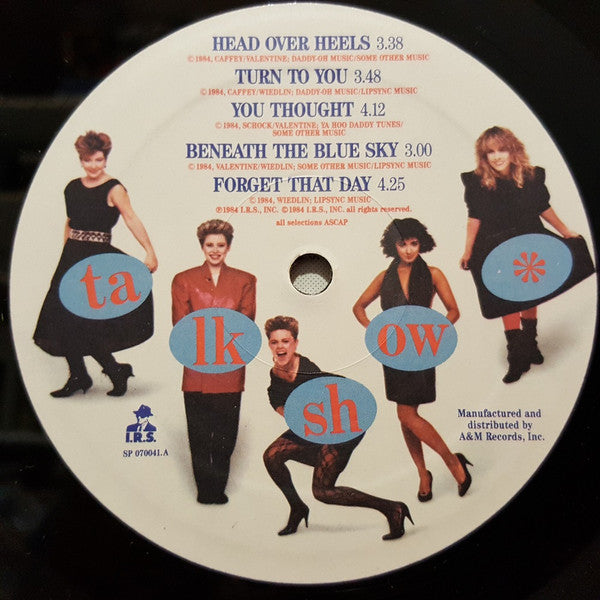 HEAD OVER HEELS 3.38
© 1984, CAFFEY/VALENTINE; DADDY-OH MUSIC/SOME OTHER MUSIC
TURN TO YOU 3.48
© 1984, CAFFEY/WIEDLIN; DADDY-OH MUSIC/LIPSYNC MUSIC
YOU THOUGHT 4.12
© 1984, SCHOCK/VALENTINE; YA HOO DADDY TUNES/
SOME OTHER MUSIC
BENEATH THE BLUE SKY 3.00
© 1984, VALENTINE/WIEDLIN; SOME OTHER MUSIC/LIPSYNC MUSIC
FORGET THAT DAY 4.25
© 1984, WIEDLIN; LIPSYNC MUSIC
℗ 1984 I.R.S., INC. © 1984 I.R.S., INC. all rights reserved.
all selections ASCAP
ta
lk
sh
ow
*
I.R.S.
SP 070041.A
Manufactured and
distributed by
A&M Records, Inc.